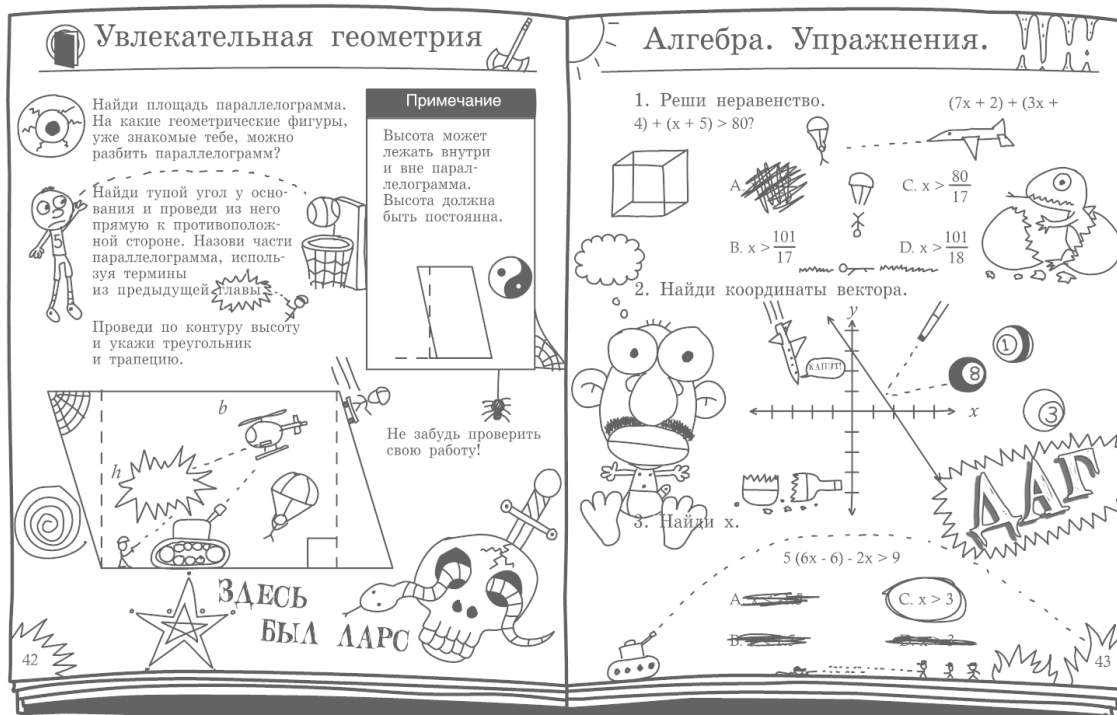 Увлекательная геометрия
Найди площадь параллелограмма.
На какие геометрические фигуры,
уже знакомые тебе, можно
разбить параллелограмм?
Найди тупой угол у осно-
вания и проведи из него
прямую к противополож-
ной стороне. Назови части
параллелограмма, исполь-
зуя термины
из предыдущей главы.
Проведи по контуру высоту
и укажи треугольник
и трапецию.
5
Примечание
Высота может
лежать внутри
и вне парал-
лелограмма.
Высота должна
быть постоянна.
Не забудь проверить
свою работу!
b
h
ЗДЕСЬ
БЫЛ ЛАРС
42
Алгебра. Упражнения.
1. Реши неравенство. (7x + 2) + (3x +
4) + (x + 5) > 80?
A.
C. x > 80/17
B. x > 101/17
D. x > 101/18
2. Найди координаты вектора.
y
x
КАПУТ!
1
8
3
ДАГ
3. Найди x.
5 (6x - 6) - 2x > 9
A.
C. x > 3
43